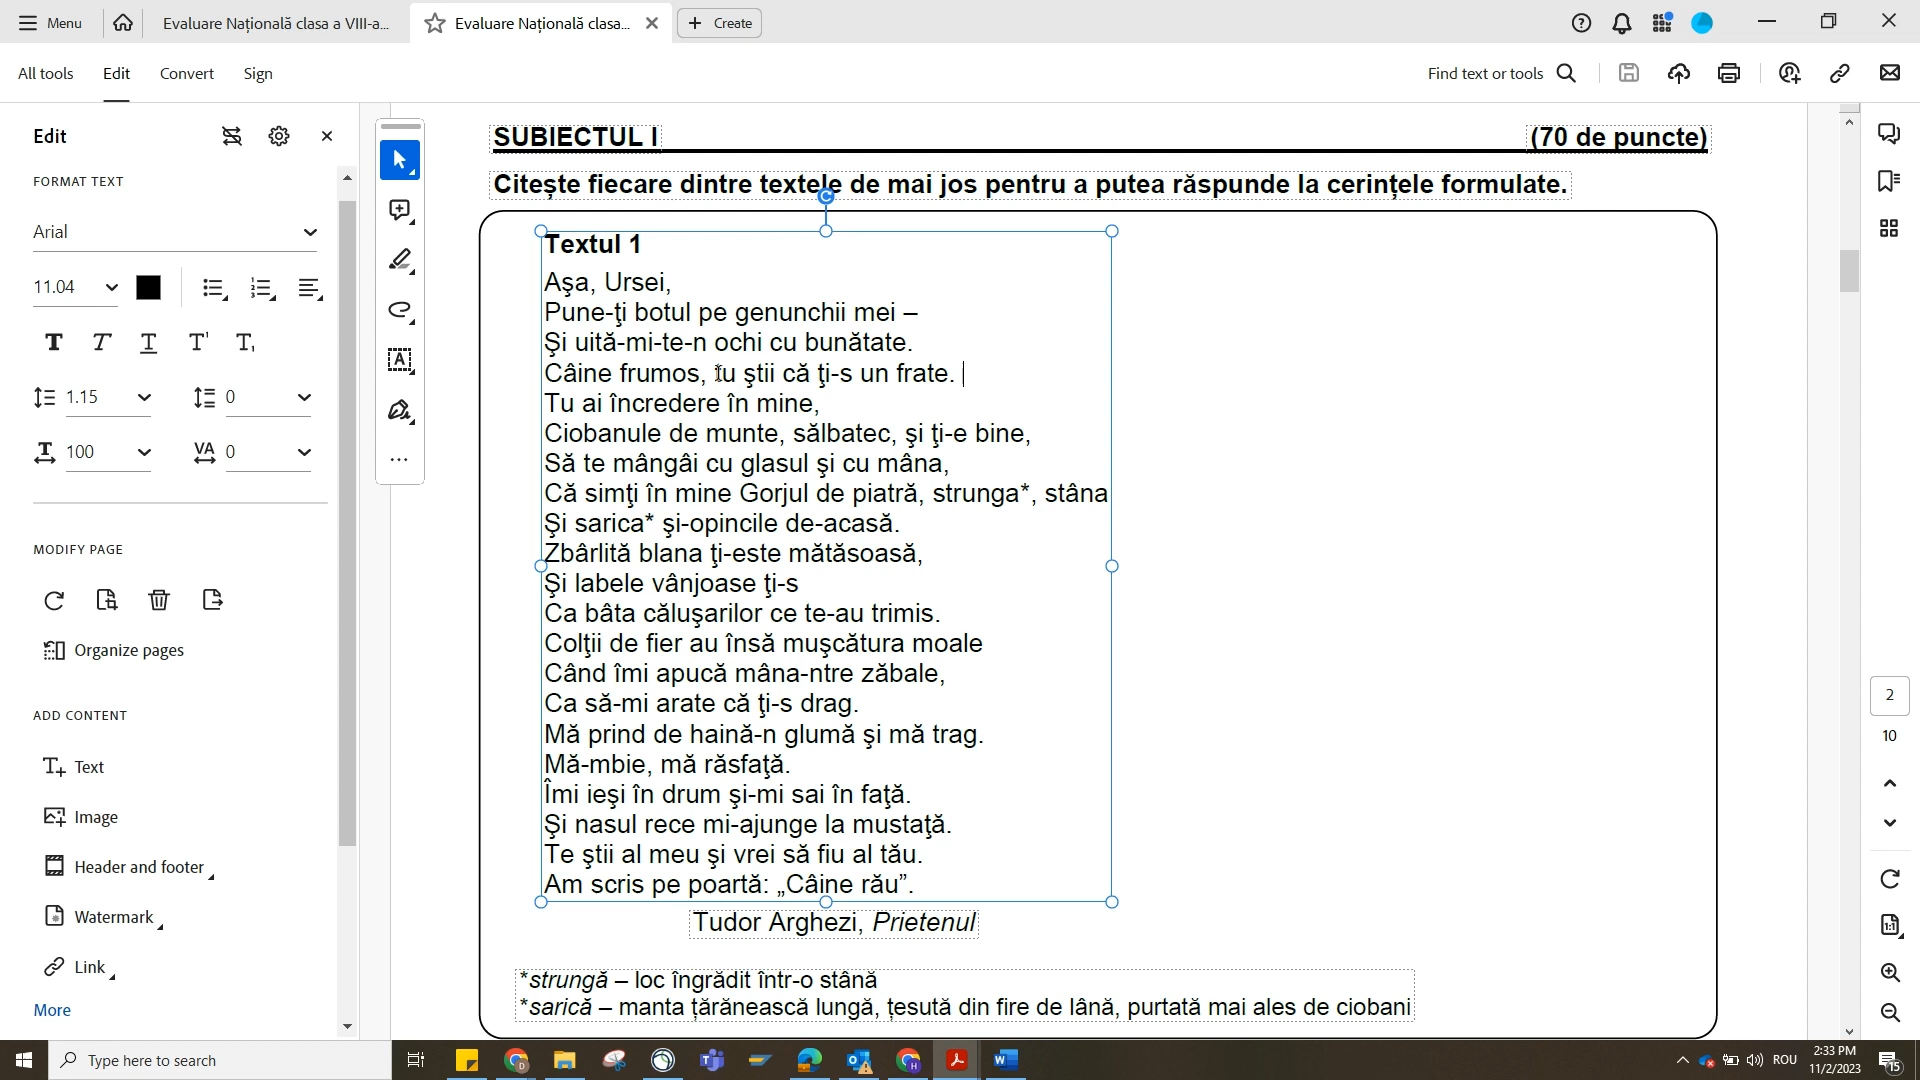 Menu
Evaluare Națională clasa a VIII-a...
Evaluare Națională clasa...
Create
All tools
Edit
Convert
Sign
Find text or tools
Edit
FORMAT TEXT
Arial
11.04
1.15
0
100
0
MODIFY PAGE
Organize pages
ADD CONTENT
Text
Image
Header and footer
Watermark
Link
More
SUBIECTUL I (70 de puncte)
Citește fiecare dintre textele de mai jos pentru a putea răspunde la cerințele formulate.
Textul 1
Aşa, Ursei,
Pune-ţi botul pe genunchii mei –
Şi uită-mi-te-n ochi cu bunătate.
Câine frumos, tu ştii că ţi-s un frate.
Tu ai încredere în mine,
Ciobanule de munte, sălbatec, şi ţi-e bine,
Să te mângâi cu glasul şi cu mâna,
Că simţi în mine Gorjul de piatră, strunga*, stâna
Şi sarica* şi-opincile de-acasă.
Zbârlită blana ţi-este mătăsoasă,
Şi labele vânjoase ţi-s
Ca bâta căluşarilor ce te-au trimis.
Colţii de fier au însă muşcătura moale
Când îmi apucă mâna-ntre zăbale,
Ca să-mi arate că ţi-s drag.
Mă prind de haină-n glumă şi mă trag.
Mă-mbie, mă răsfaţă.
Îmi ieşi în drum şi-mi sai în faţă.
Şi nasul rece mi-ajunge la mustaţă.
Te ştii al meu şi vrei să fiu al tău.
Am scris pe poartă: „Câine rău”.
Tudor Arghezi, Prietenul
*strungă – loc îngrădit într-o stână
*sarică – manta țărănească lungă, țesută din fire de lână, purtată mai ales de ciobani
2
10
Type here to search
ROU
2:33 PM
11/2/2023
15